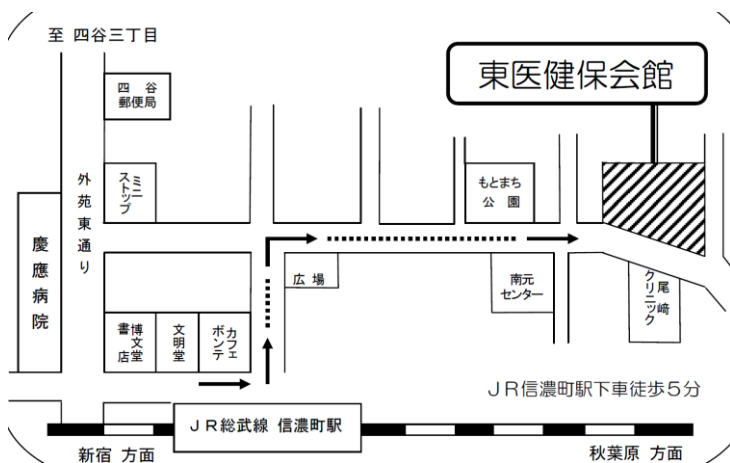 至 四谷三丁目
東医健保会館
四 谷
郵便局
外苑東通り
ミニ
ストップ
もとまち
公 園
慶應病院
広 場
南元
センター
尾﨑
クリニック
博文堂
書店
文明堂
カフェ
ボンテ
JR信濃町駅下車徒歩5分
JR総武線 信濃町駅
新宿 方面
秋葉原 方面